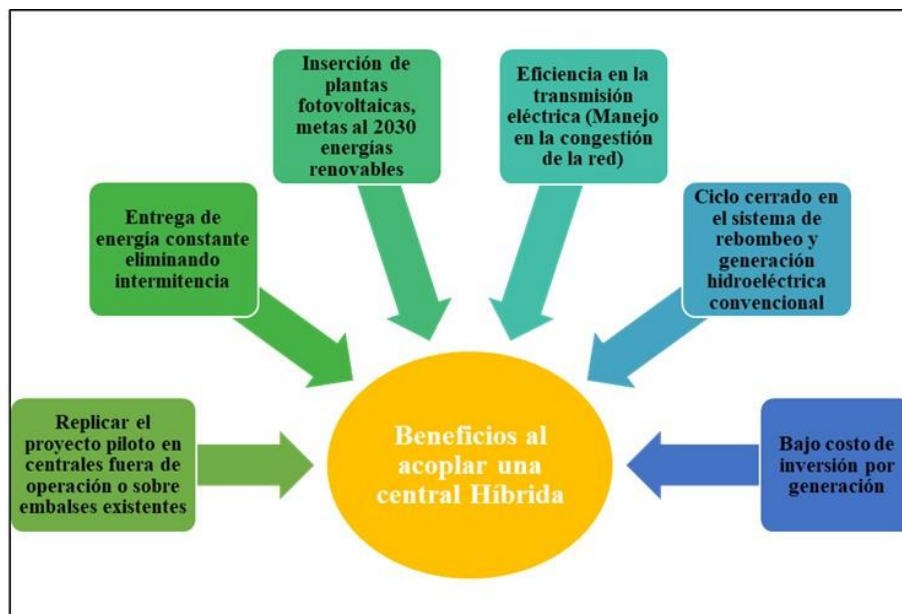 Inserción de
plantas
fotovoltaicas,
metas al 2030
energías
renovables
Eficiencia en la
transmisión
eléctrica (Manejo
en la congestión
de la red)
Entrega de
energía constante
eliminando
intermitencia
Ciclo cerrado en
el sistema de
rebombeo y
generación
hidroeléctrica
convencional
Replicar el
proyecto piloto en
centrales fuera de
operación o sobre
embalses existentes
Beneficios al
acoplar una
central Híbrida
Bajo costo de
inversión por
generación